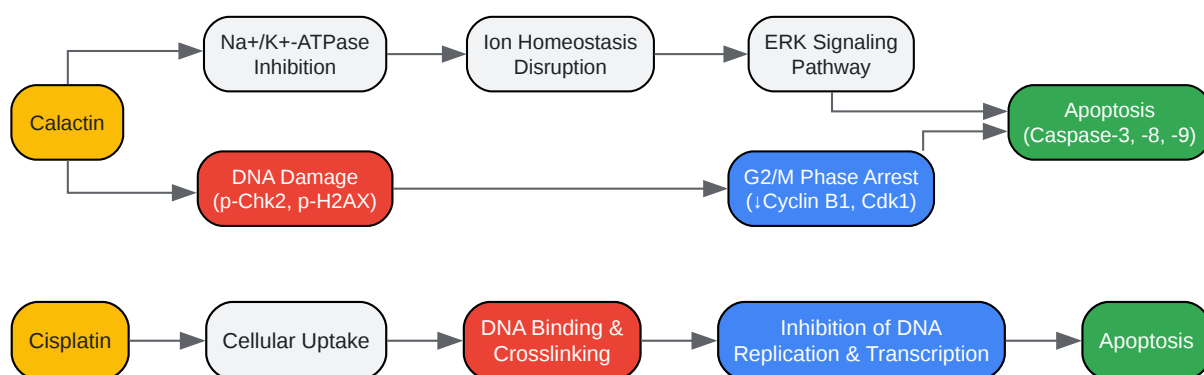 Na+/K+-ATPase
Inhibition
Ion Homeostasis
Disruption
ERK Signaling
Pathway
Calactin
Apoptosis
(Caspase-3, -8, -9)
DNA Damage
(p-Chk2, p-H2AX)
G2/M Phase Arrest
(↓Cyclin B1, Cdk1)
Cisplatin
Cellular Uptake
DNA Binding &
Crosslinking
Inhibition of DNA
Replication & Transcription
Apoptosis